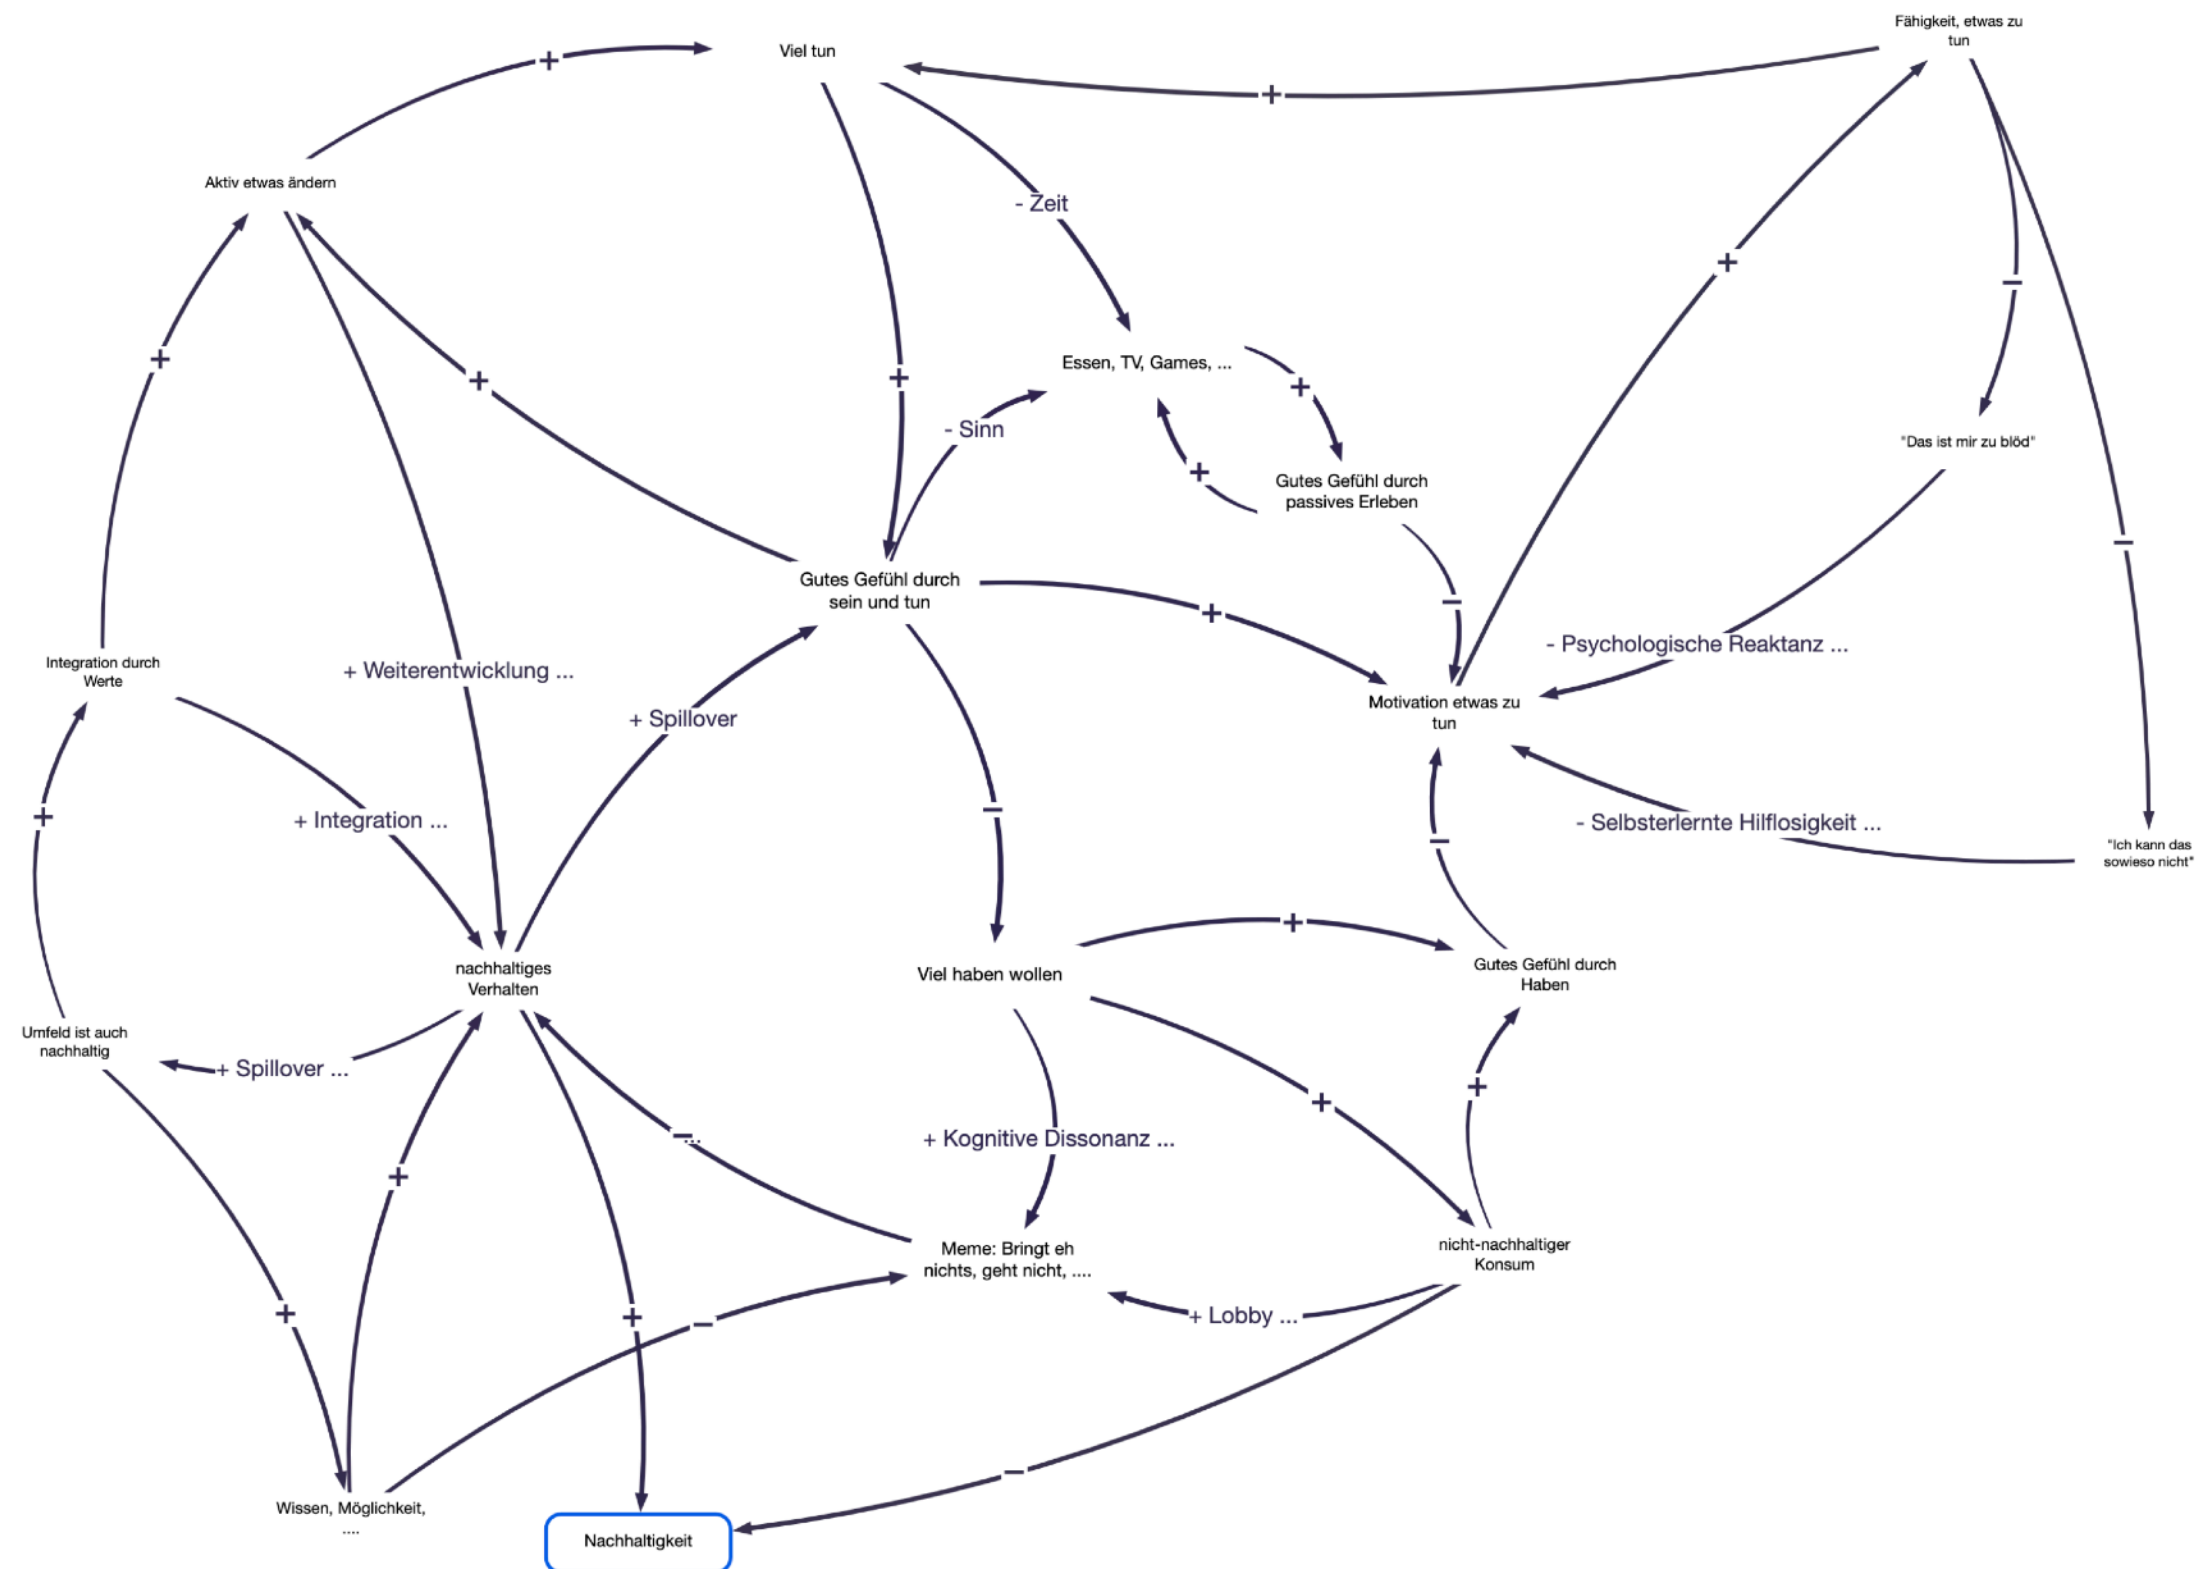 Fähigkeit, etwas zu
tun
Viel tun
+
+
Aktiv etwas ändern
- Zeit
+
–
+
Essen, TV, Games, ...
+
+
+
- Sinn
"Das ist mir zu blöd"
+
Gutes Gefühl durch
passives Erleben
–
Gutes Gefühl durch
sein und tun
+
–
- Psychologische Reaktanz ...
Integration durch
Werte
+ Weiterentwicklung ...
+ Spillover
Motivation etwas zu
tun
+
+ Integration ...
–
- Selbsterlernte Hilflosigkeit ...
–
"Ich kann das
sowieso nicht"
+
nachhaltiges
Verhalten
Viel haben wollen
Gutes Gefühl durch
Haben
Umfeld ist auch
nachhaltig
+ Spillover ...
+
+
–...
+ Kognitive Dissonanz ...
+
Meme: Bringt eh
nichts, geht nicht, ....
nicht-nachhaltiger
Konsum
+
+
–
+ Lobby ...
–
Wissen, Möglichkeit,
....
Nachhaltigkeit